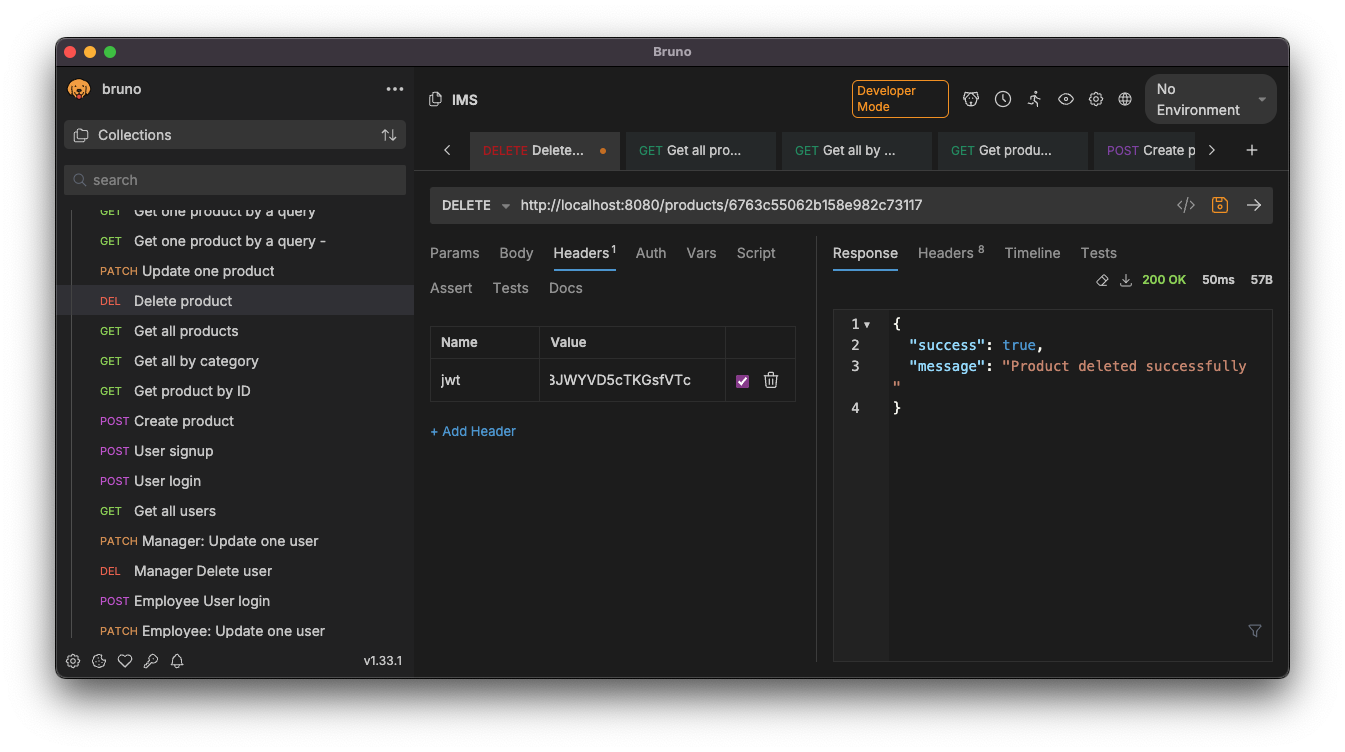 Bruno
bruno
Collections
search
GET Get one product by a query
GET Get one product by a query -
PATCH Update one product
DEL Delete product
GET Get all products
GET Get all by category
GET Get product by ID
POST Create product
POST User signup
POST User login
GET Get all users
PATCH Manager: Update one user
DEL Manager Delete user
POST Employee User login
PATCH Employee: Update one user
v1.33.1
IMS
Developer
Mode
No
Environment
DELETE Delete...
GET Get all pro...
GET Get all by ...
GET Get produ...
POST Create p
DELETE http://localhost:8080/products/6763c55062b158e982c73117
Params Body Headers 1 Auth Vars Script
Assert Tests Docs
Name Value
jwt 3JWYVD5cTKGsfVTc
+ Add Header
Response Headers 8 Timeline Tests
200 OK 50ms 57B
1 {
2 "success": true,
3 "message": "Product deleted successfully
"
4 }